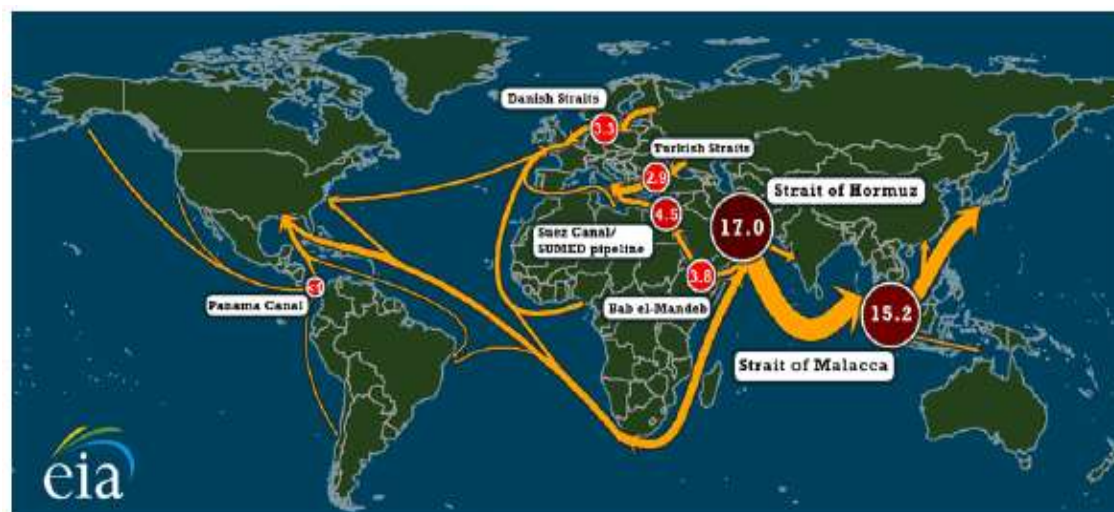 Danish Straits
3.3
Turkish Straits
2.9
Strait of Hormuz
4.5
17.0
Suez Canal/
SUMED pipeline
3.8
Panama Canal
Bab el-Mandeb
15.2
Strait of Malacca
eia